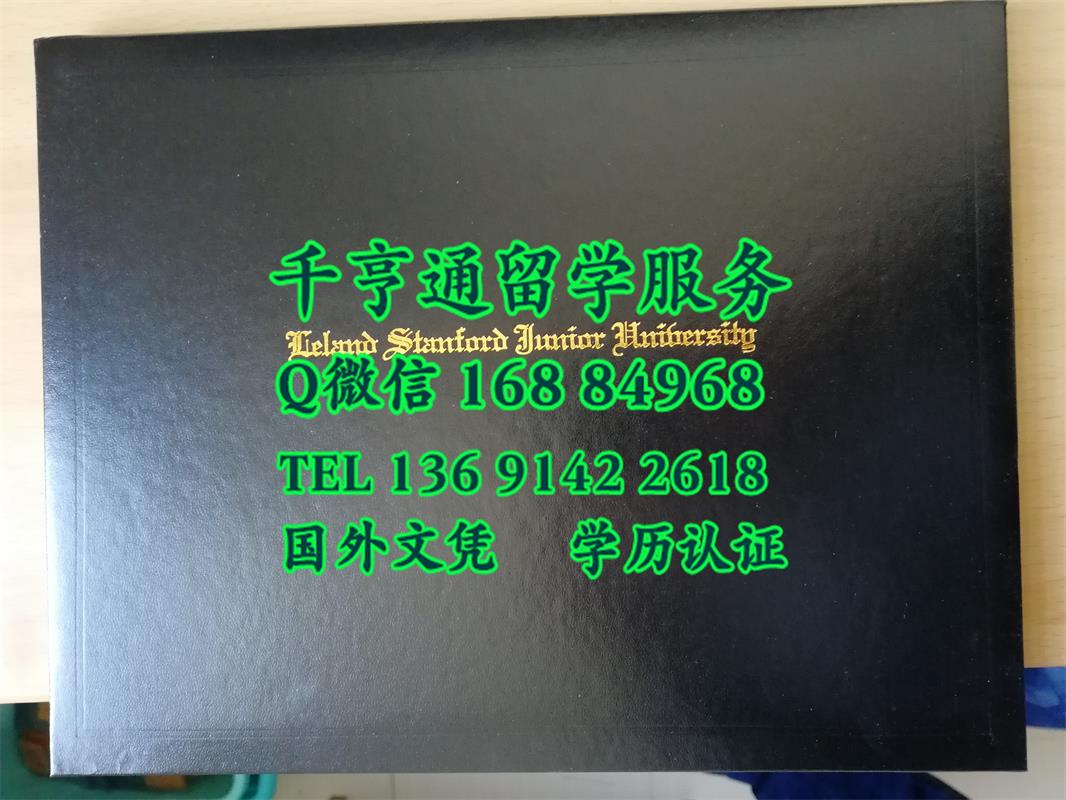 千亨通留学服务
Leland Stanford Junior University
Q微信 168 84968
TEL 136 9142 2618
国外文凭 学历认证